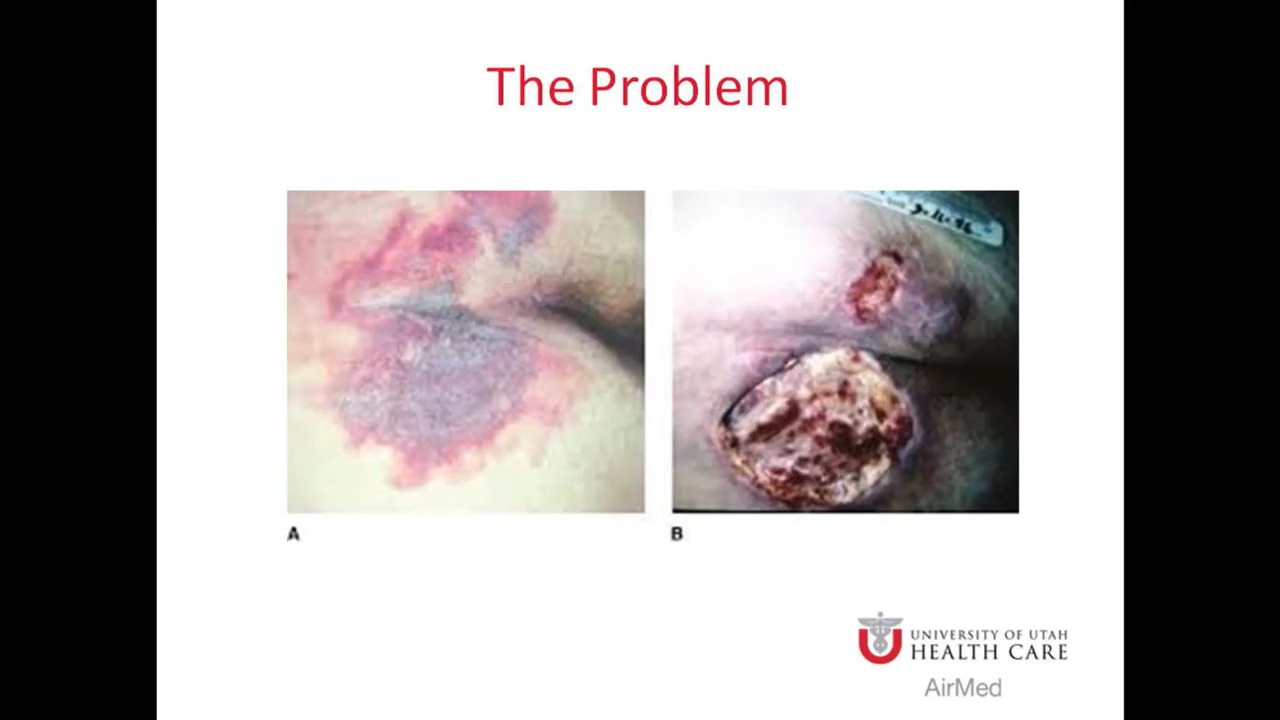 The Problem
A
B
UNIVERSITY OF UTAH
HEALTH CARE
AirMed